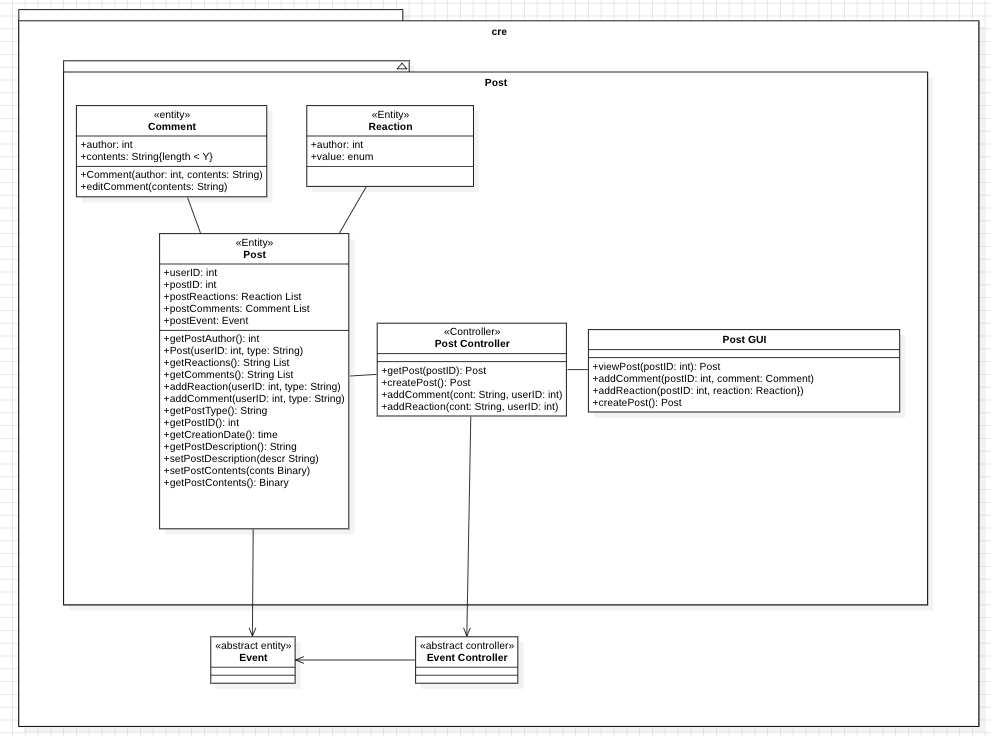 cre
Post
«entity»
Comment
+author: int
+contents: String{length < Y}
+Comment(author: int, contents: String)
+editComment(contents: String)
«Entity»
Reaction
+author: int
+value: enum
«Entity»
Post
+userID: int
+postID: int
+postReactions: Reaction List
+postComments: Comment List
+postEvent: Event
+getPostAuthor(): int
+Post(userID: int, type: String)
+getReactions(): String List
+getComments(): String List
+addReaction(userID: int, type: String)
+addComment(userID: int, type: String)
+getPostType(): String
+getPostID(): int
+getCreationDate(): time
+getPostDescription(): String
+setPostDescription(descr String)
+setPostContents(conts Binary)
+getPostContents(): Binary
«Controller»
Post Controller
+getPost(postID): Post
+createPost(): Post
+addComment(cont: String, userID: int)
+addReaction(cont: String, userID: int)
Post GUI
+viewPost(postID: int): Post
+addComment(postID: int, comment: Comment)
+addReaction(postID: int, reaction: Reaction})
+createPost(): Post
«abstract entity»
Event
«abstract controller»
Event Controller